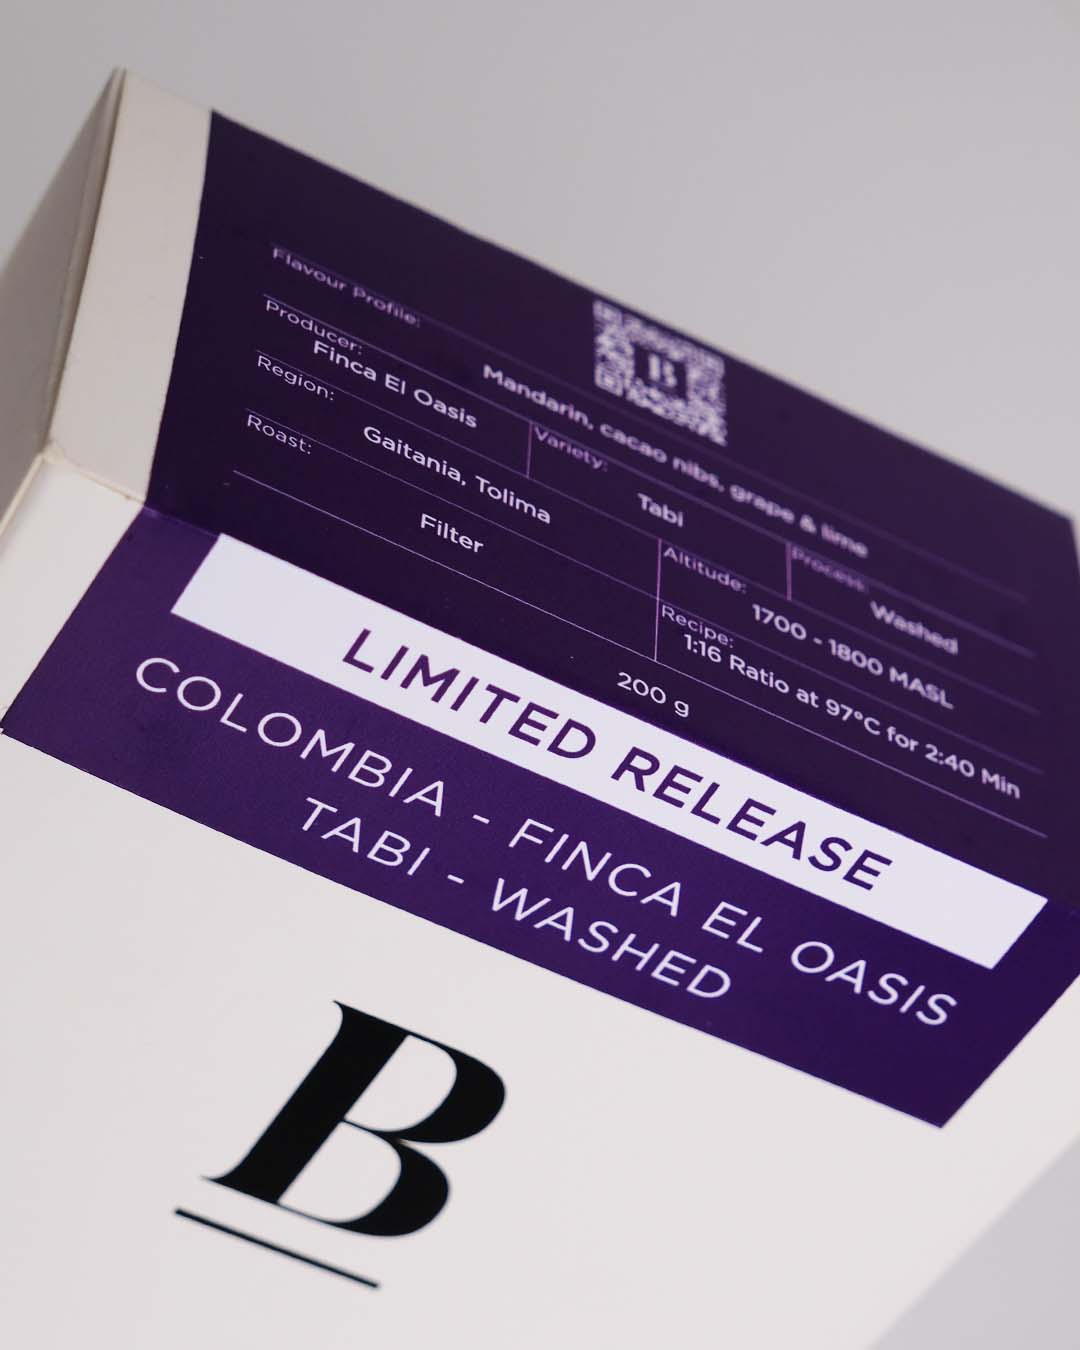 Flavour Profile:
Mandarin, cacao nibs, grape & lime
Producer:
Finca El Oasis
Variety:
Tabi
Process:
Washed
Region:
Gaitania, Tolima
Altitude:
1700 - 1800 MASL
Roast:
Filter
Recipe:
1:16 Ratio at 97°C for 2:40 Min
200 g
LIMITED RELEASE
COLOMBIA - FINCA EL OASIS
TABI - WASHED
B